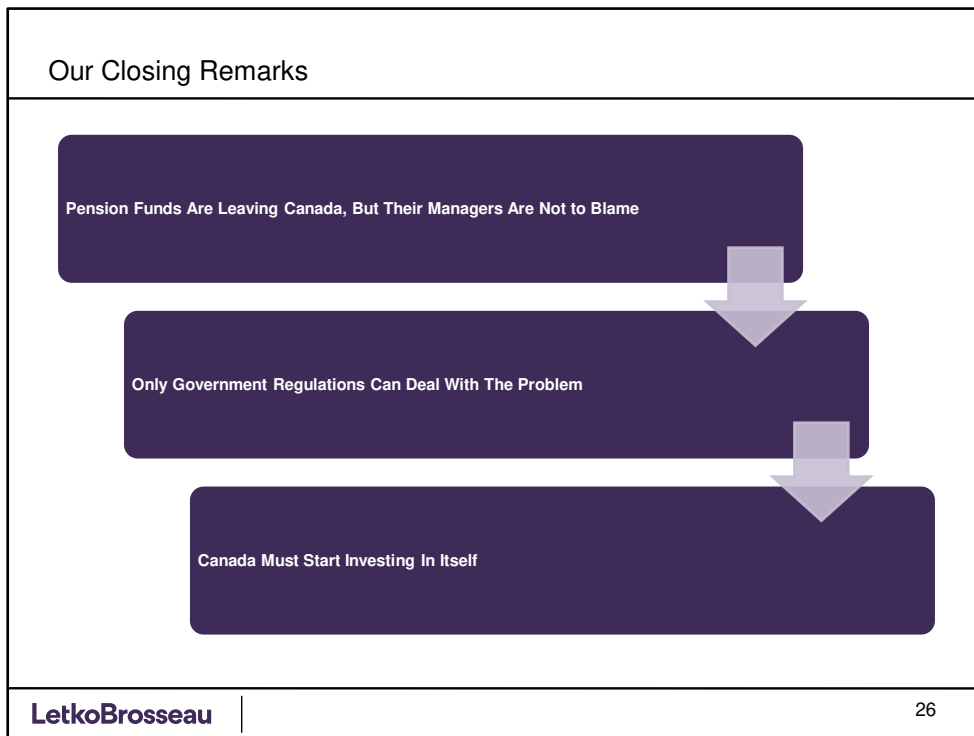 Our Closing Remarks
Pension Funds Are Leaving Canada, But Their Managers Are Not to Blame
Only Government Regulations Can Deal With The Problem
Canada Must Start Investing In Itself
LetkoBrosseau
26